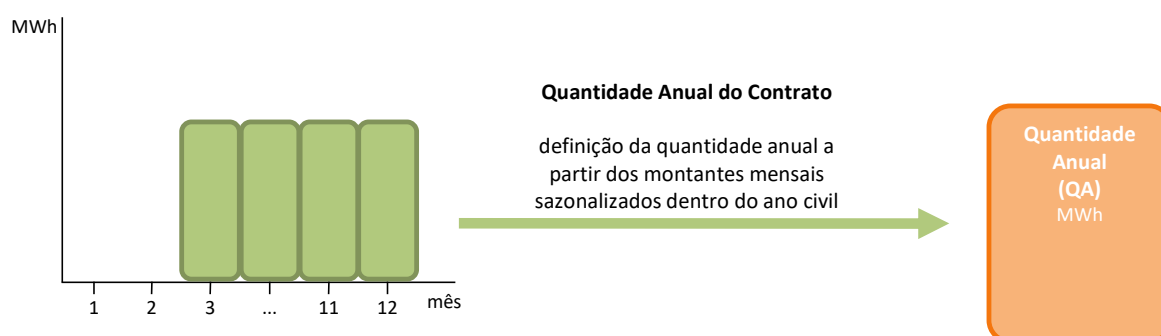 MWh
Quantidade Anual do Contrato
definição da quantidade anual a
partir dos montantes mensais
sazonalizados dentro do ano civil
Quantidade
Anual
(QA)
MWh
1 2 3 ... 11 12 mês